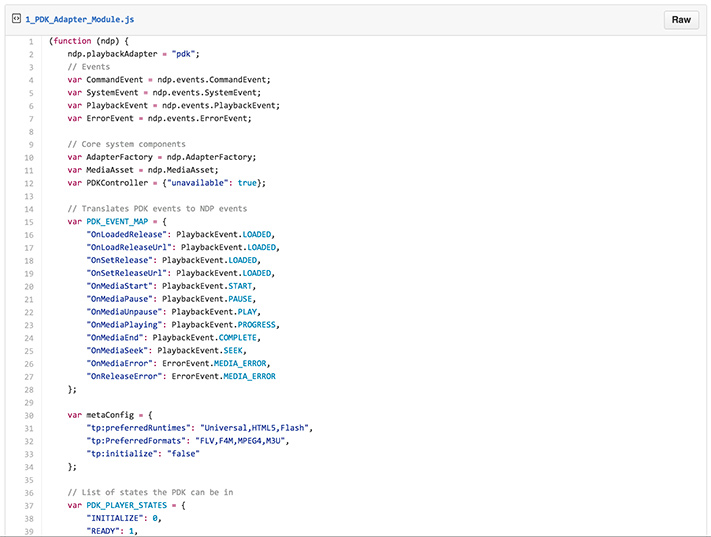 1_PDK_Adapter_Module.js
Raw
1 (function (ndp) {
2 ndp.playbackAdapter = "pdk";
3 // Events
4 var CommandEvent = ndp.events.CommandEvent;
5 var SystemEvent = ndp.events.SystemEvent;
6 var PlaybackEvent = ndp.events.PlaybackEvent;
7 var ErrorEvent = ndp.events.ErrorEvent;
8
9 // Core system components
10 var AdapterFactory = ndp.AdapterFactory;
11 var MediaAsset = ndp.MediaAsset;
12 var PDKController = {"unavailable": true};
13
14 // Translates PDK events to NDP events
15 var PDK_EVENT_MAP = {
16 "OnLoadedRelease": PlaybackEvent.LOADED,
17 "OnLoadReleaseUrl": PlaybackEvent.LOADED,
18 "OnSetRelease": PlaybackEvent.LOADED,
19 "OnSetReleaseUrl": PlaybackEvent.LOADED,
20 "OnMediaStart": PlaybackEvent.START,
21 "OnMediaPause": PlaybackEvent.PAUSE,
22 "OnMediaUnpause": PlaybackEvent.PLAY,
23 "OnMediaPlaying": PlaybackEvent.PROGRESS,
24 "OnMediaEnd": PlaybackEvent.COMPLETE,
25 "OnMediaSeek": PlaybackEvent.SEEK,
26 "OnMediaError": ErrorEvent.MEDIA_ERROR,
27 "OnReleaseError": ErrorEvent.MEDIA_ERROR
28 };
29
30 var metaConfig = {
31 "tp:preferredRuntimes": "Universal,HTML5,Flash",
32 "tp:PreferredFormats": "FLV,F4M,MPEG4,M3U",
33 "tp:initialize": "false"
34 };
35
36 // List of states the PDK can be in
37 var PDK_PLAYER_STATES = {
38 "INITIALIZE": 0,
39 "READY": 1,